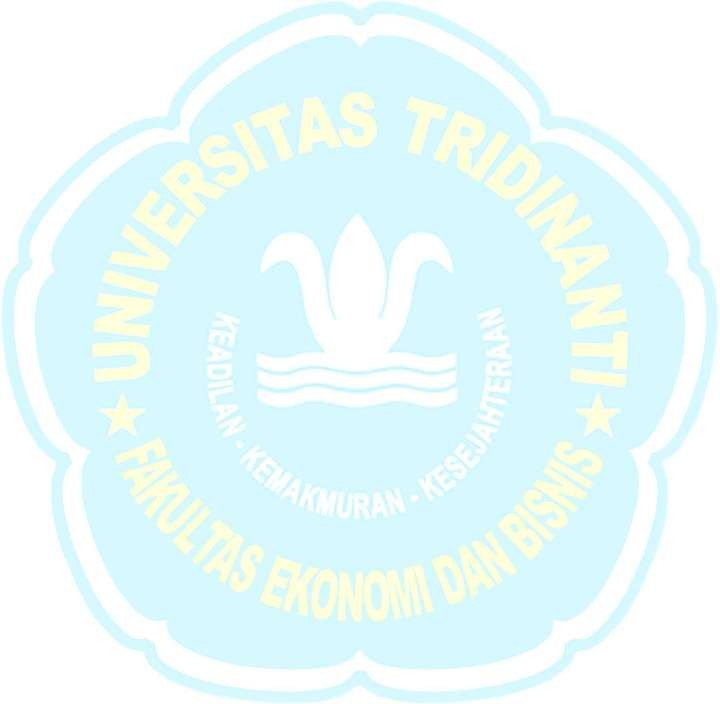 UNIVERSITAS TRIDINANTI
KEADILAN - KEMAKMURAN - KESEJAHTERAAN
FAKULTAS EKONOMI DAN BISNIS